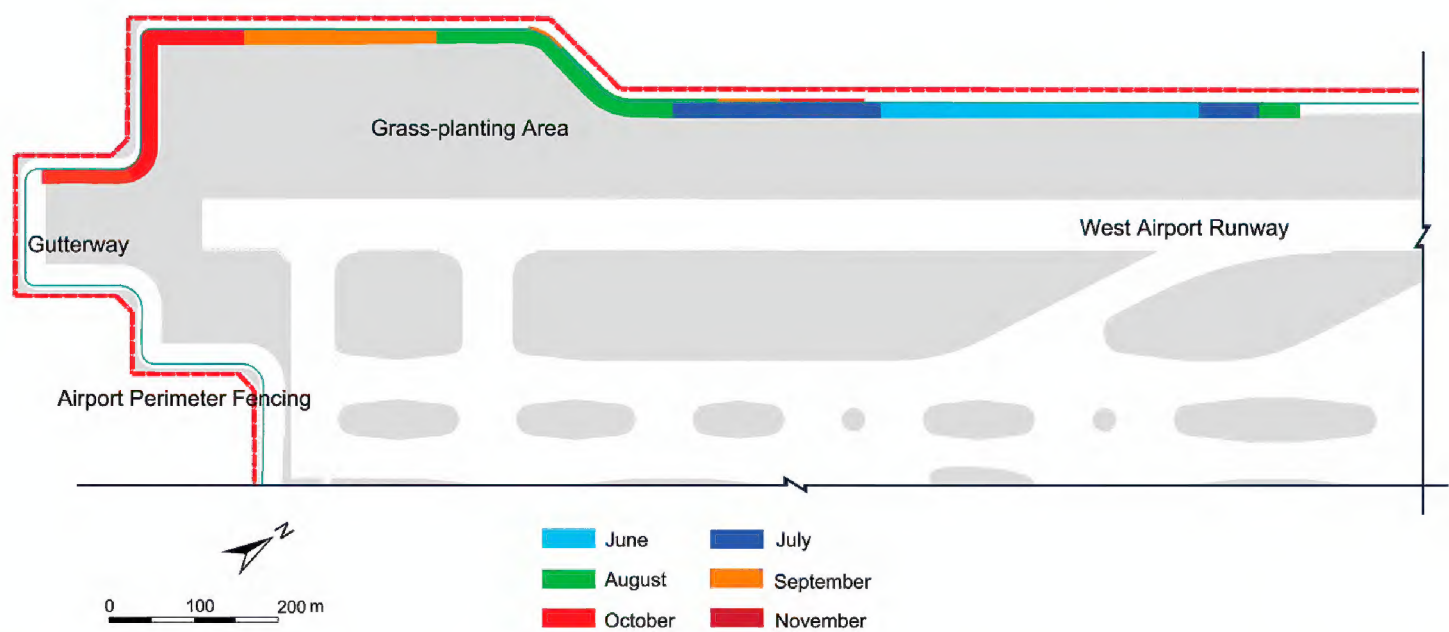 Grass-planting Area
West Airport Runway
Gutterway
Airport Perimeter Fencing
N
June
July
August
September
October
November
0 100 200 m